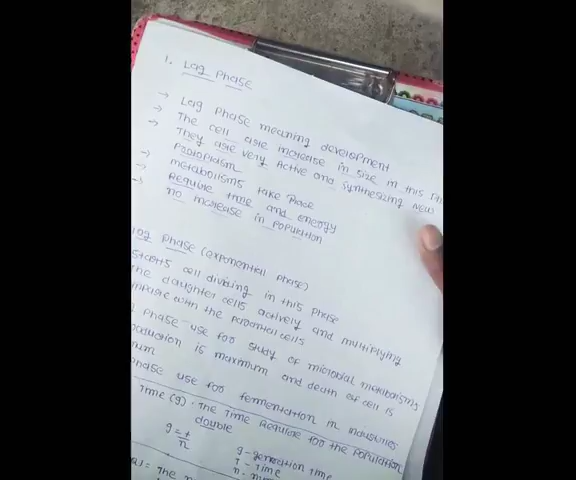 1. Lag Phase
→ Lag phase meaning development
→ The cell are increase in size in this
→ They are very Active and synthesizing New
Protoplasm
→ metabolisms take place
→ Require time and energy
→ no increase in population
Log Phase (exponential phase)
starts cell dividing in this phase
the daughter cells actively and multiplying
with the parental cells
phase use for study of microbial metabolisms
is maximum and death of cell is
phase use for fermentation in industries
Time (g). The time Require for the population
double
g = t/n
g - generation time
T - Time
n =
= The n